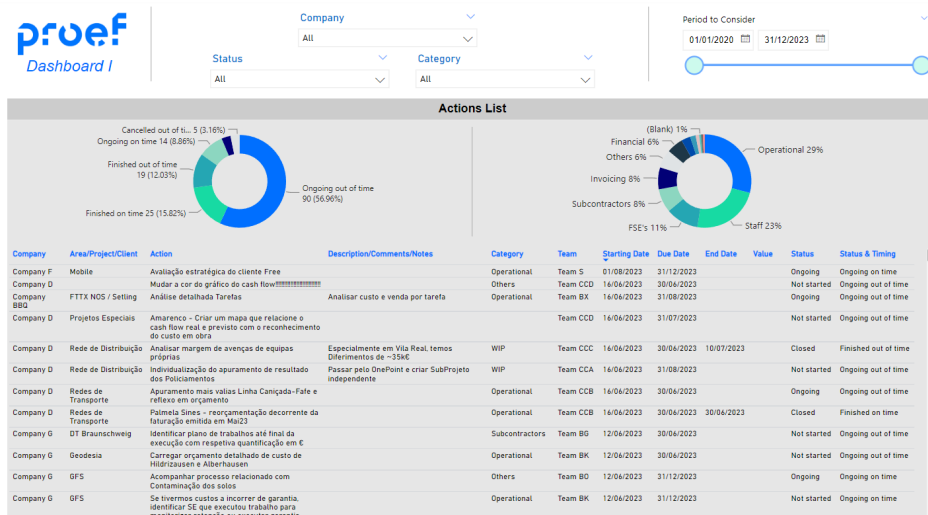 proef
Dashboard I
Company
All
Status
All
Category
All
Period to Consider
01/01/2020 31/12/2023
Actions List
Cancelled out of ti... 5 (3.16%)
Ongoing on time 14 (8.86%)
Finished out of time
19 (12.03%)
Finished on time 25 (15.82%)
Ongoing out of time
90 (56.96%)
(Blank) 1%
Financial 6%
Others 6%
Invoicing 8%
Subcontractors 8%
FSE's 11%
Operational 29%
Staff 23%
Company Area/Project/Client Action Description/Comments/Notes Category Team Starting Date Due Date End Date Value Status Status & Timing
Company F Mobile Avaliação estratégica do cliente Free Operational Team S 01/08/2023 31/12/2023 Ongoing Ongoing on time
Company D Mudar a cor do gráfico do cash flow!!!!!!!!!!!!!!!!!!!!!!!! Others Team CCD 16/06/2023 30/06/2023 Not started Ongoing out of time
Company FTTX NOS / Setling Análise detalhada Tarefas Analisar custo e venda por tarefa Operational Team BX 16/06/2023 31/08/2023 Ongoing Ongoing out of time
BBQ
Company D Projetos Especiais Amarenco - Criar um mapa que relacione o Team CCD 16/06/2023 31/07/2023 Not started Ongoing out of time
cash flow real e previsto com o reconhecimento
do custo em obra
Company D Rede de Distribuição Analisar margem de avenças de equipas Especialmente em Vila Real, temos WIP Team CCC 16/06/2023 30/06/2023 10/07/2023 Closed Finished out of time
próprias Diferimentos de ~35k€
Company D Rede de Distribuição Individualização do apuramento de resultado Passar pelo OnePoint e criar SubProjeto WIP Team CCA 16/06/2023 31/08/2023 Not started Ongoing out of time
dos Policiamentos independente
Company D Redes de Apuramento mais valias Linha Caniçada-Fafe e Operational Team CCB 16/06/2023 30/06/2023 Ongoing Ongoing out of time
Transporte reflexo em orçamento
Company D Redes de Palmela Sines - reorçamentação decorrente da Operational Team CCB 16/06/2023 30/06/2023 30/06/2023 Closed Finished on time
Transporte faturação emitida em Mai23
Company G DT Braunschweig Identificar plano de trabalhos até final da Subcontractors Team BG 12/06/2023 30/06/2023 Not started Ongoing out of time
execução com respetiva quantificação em €
Company G Geodesia Carregar orçamento detalhado de custo de Operational Team BK 12/06/2023 30/06/2023 Not started Ongoing out of time
Hildrizausen e Alberhausen
Company G GFS Acompanhar processo relacionado com Others Team BO 12/06/2023 31/12/2023 Ongoing Ongoing on time
Contaminação dos solos
Company G GFS Se tivermos custos a incorrer de garantia, Operational Team BK 12/06/2023 31/12/2023 Not started Ongoing on time
identificar SE que executou trabalho para